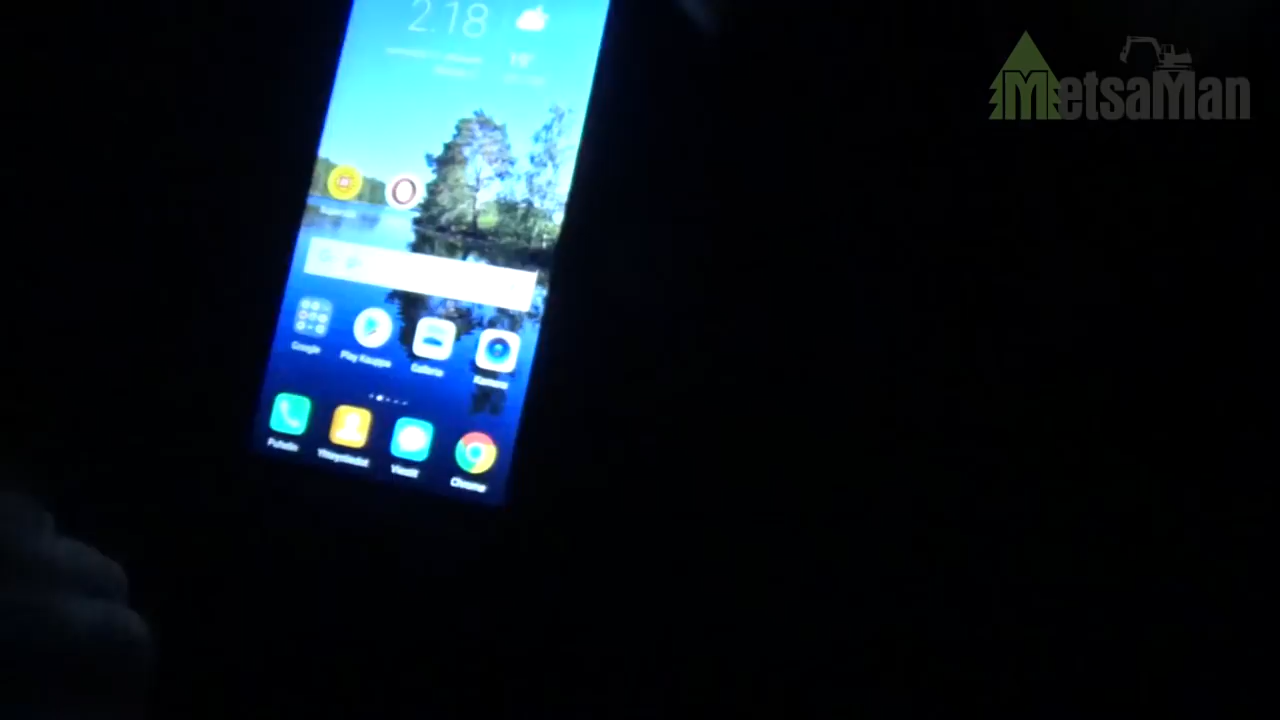 2.18
MetsaMan
Google
Play Kauppa
Galleria
Kamera
Puhelin
Yhteystiedot
Viestit
Chrome